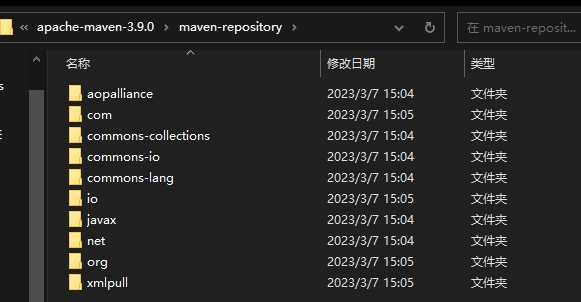 « apache-maven-3.9.0 › maven-repository ›
在 maven-reposit...
名称 修改日期 类型
aopalliance 2023/3/7 15:04 文件夹
com 2023/3/7 15:05 文件夹
commons-collections 2023/3/7 15:04 文件夹
commons-io 2023/3/7 15:04 文件夹
commons-lang 2023/3/7 15:04 文件夹
io 2023/3/7 15:05 文件夹
javax 2023/3/7 15:04 文件夹
net 2023/3/7 15:04 文件夹
org 2023/3/7 15:05 文件夹
xmlpull 2023/3/7 15:05 文件夹